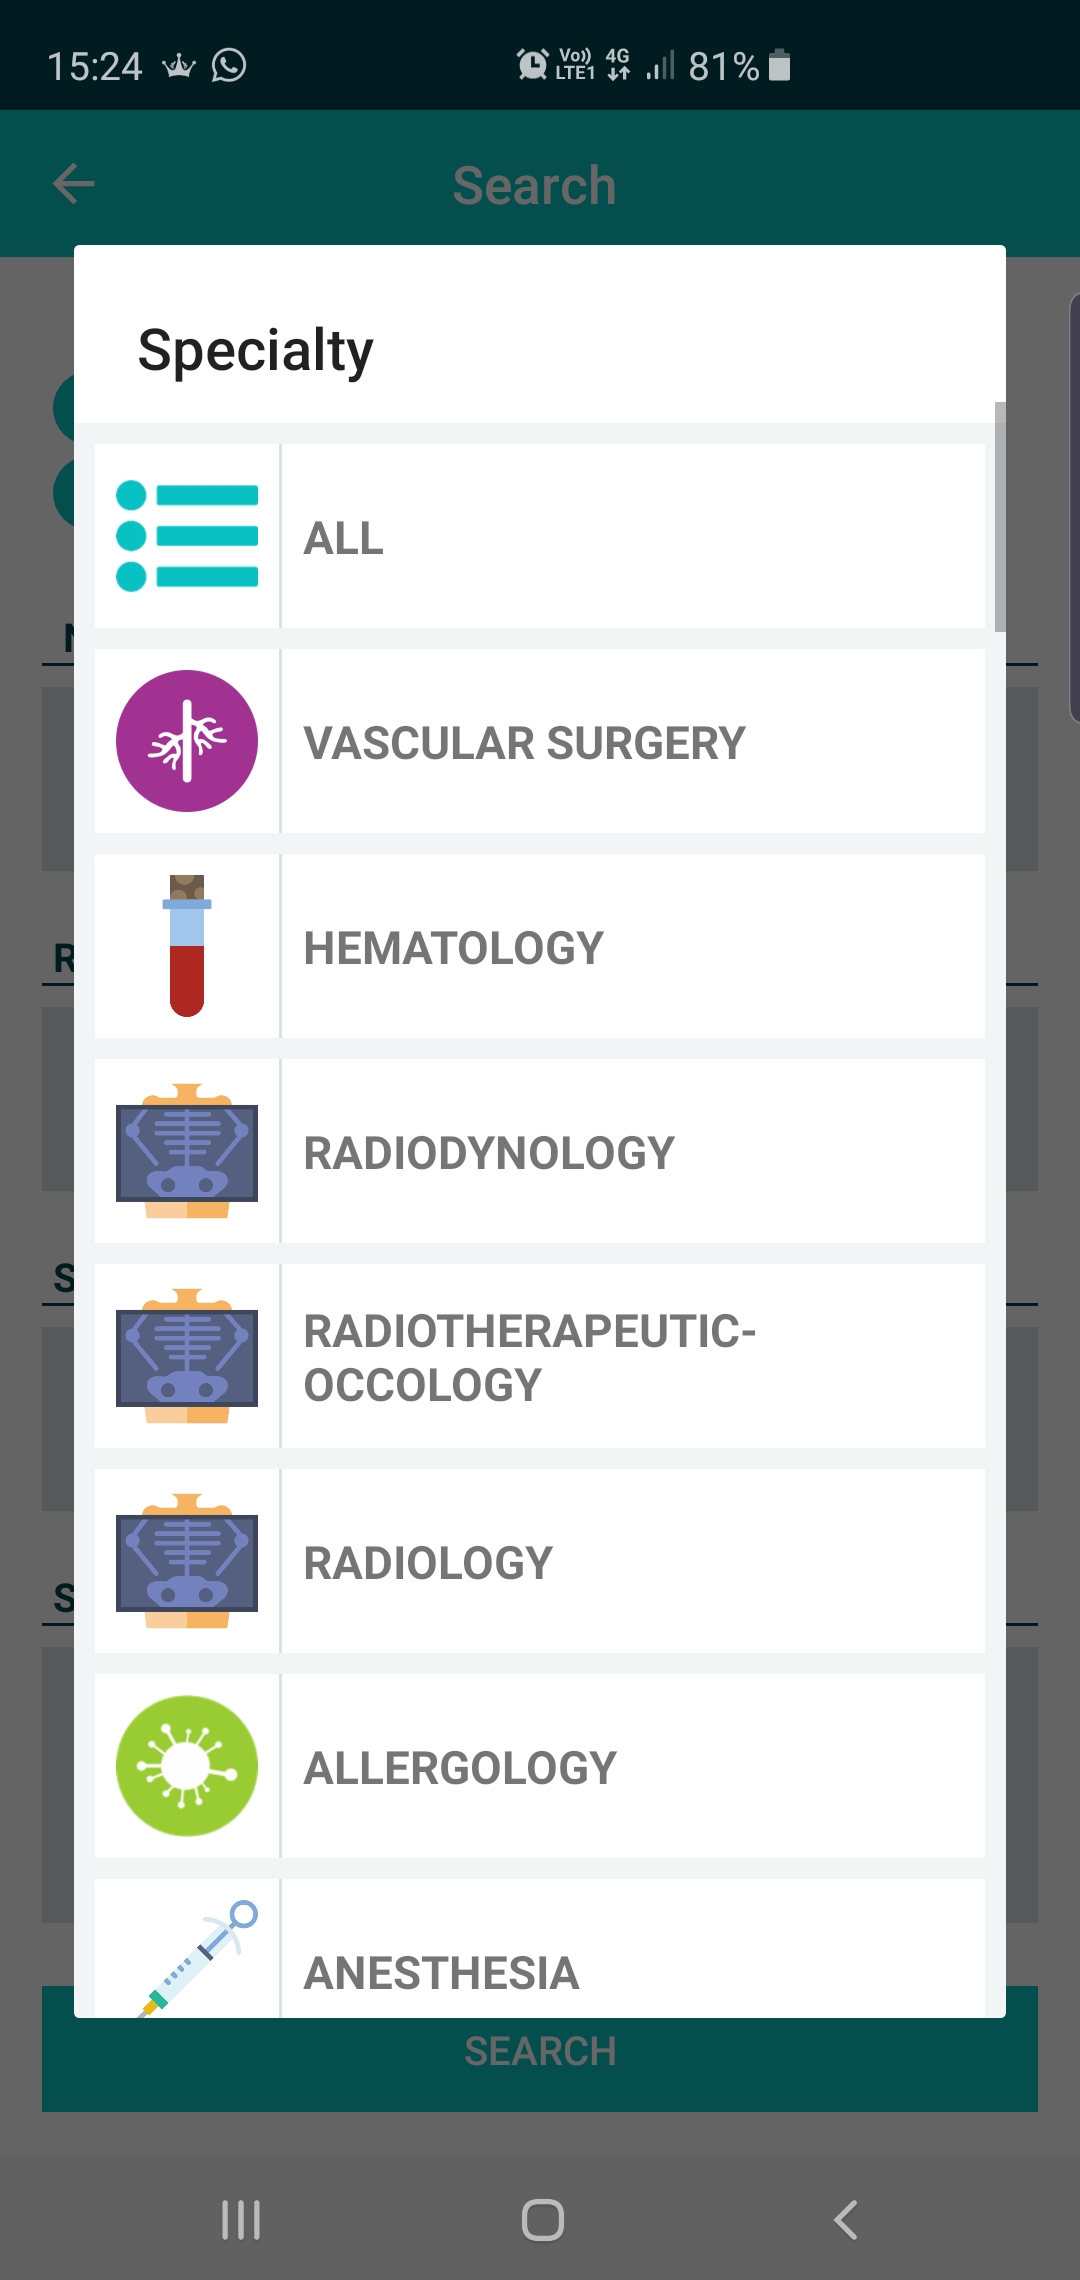 15:24
Vo)) 4G 81%
LTE1
Search
Specialty
ALL
VASCULAR SURGERY
HEMATOLOGY
RADIODYNOLOGY
RADIOTHERAPEUTIC-
OCCOLOGY
RADIOLOGY
ALLERGOLOGY
ANESTHESIA
SEARCH